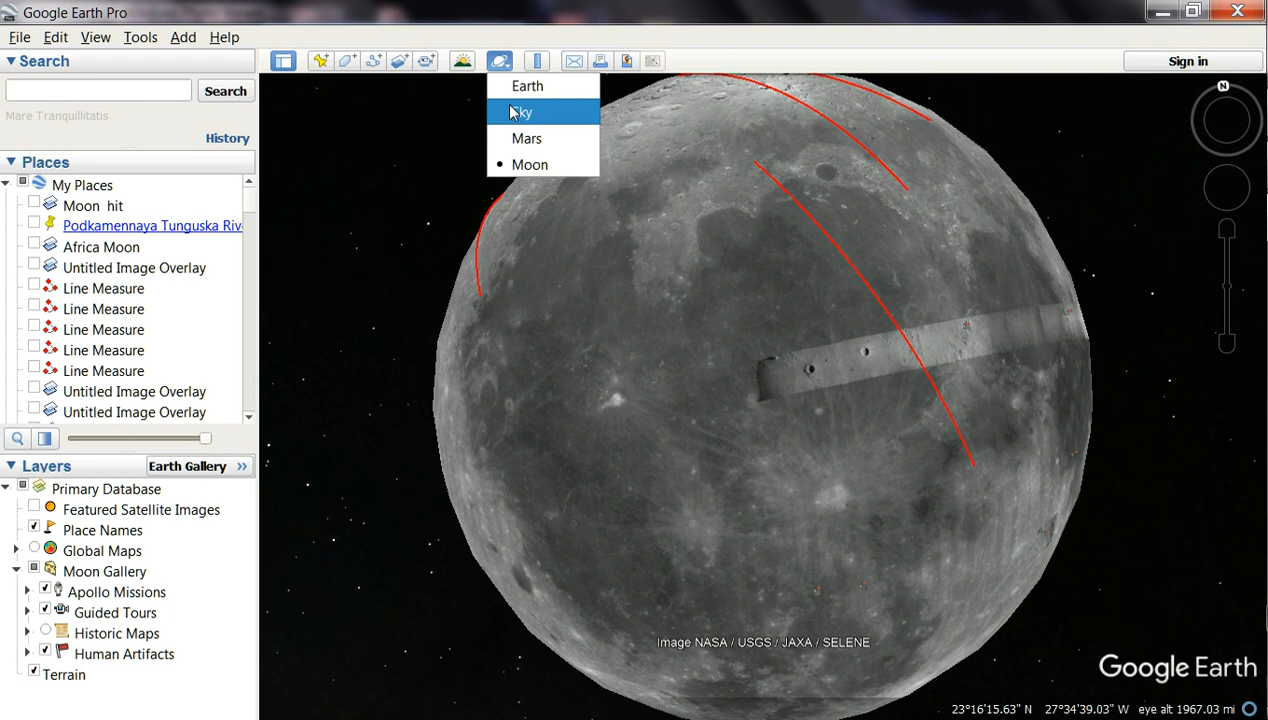 Google Earth Pro
File Edit View Tools Add Help
Search
Sign in
Search
Mare Tranquillitatis
History
Earth
Sky
Mars
Moon
N
Places
My Places
Moon hit
Podkamennaya Tunguska Riv
Africa Moon
Untitled Image Overlay
Line Measure
Line Measure
Line Measure
Line Measure
Line Measure
Untitled Image Overlay
Untitled Image Overlay
Layers
Earth Gallery >>
Primary Database
Featured Satellite Images
Place Names
Global Maps
Moon Gallery
Apollo Missions
Guided Tours
Historic Maps
Human Artifacts
Terrain
Image NASA / USGS / JAXA / SELENE
Google Earth
23°16'15.63" N 27°34'39.03" W eye alt 1967.03 mi